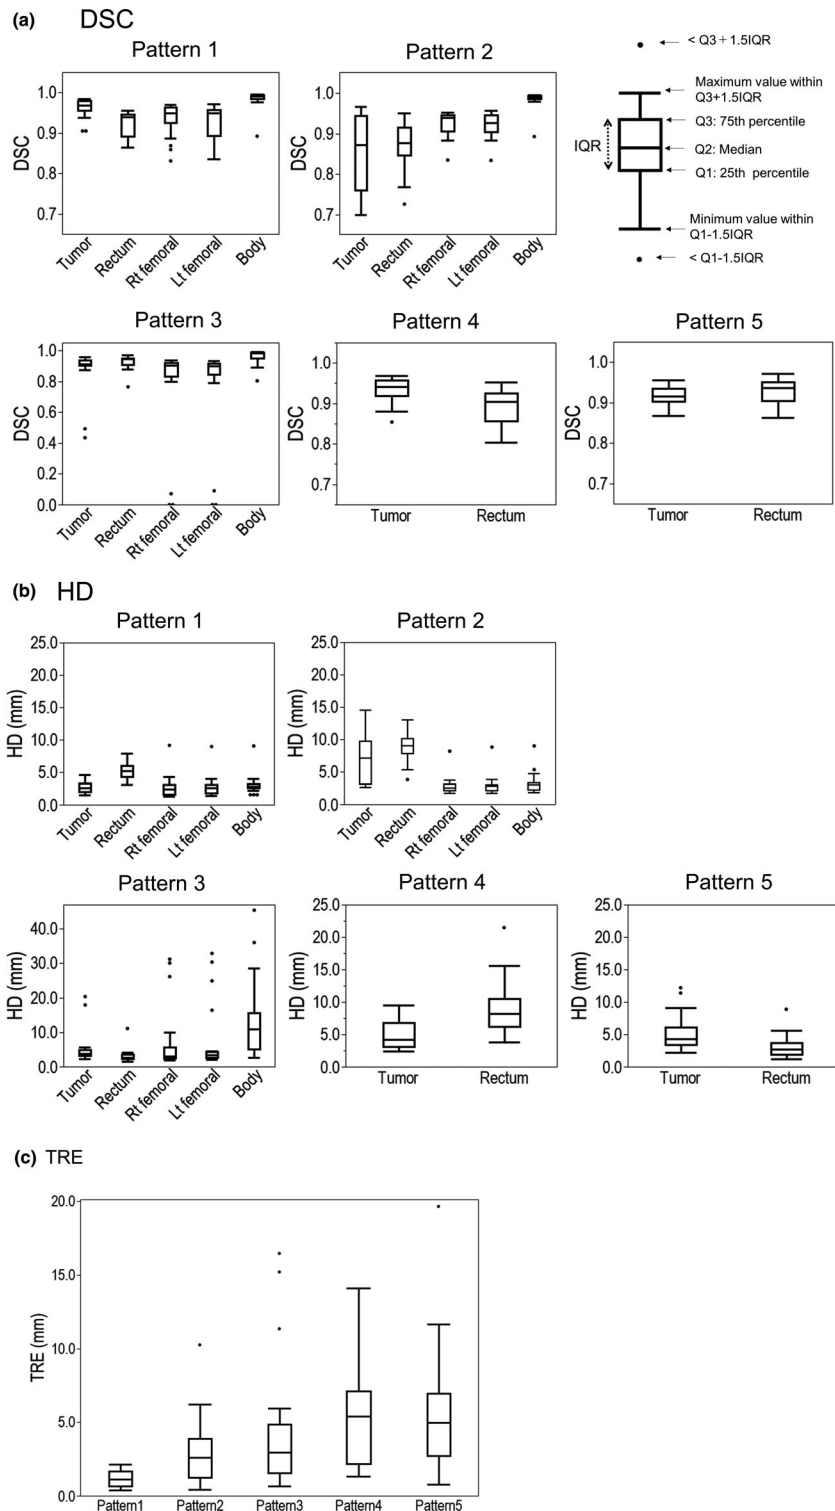 (a) DSC
Pattern 1
Pattern 2
DSC
1.0
0.9
0.8
0.7
Tumor
Rectum
Rt femoral
Lt femoral
Body
DSC
1.0
0.9
0.8
0.7
Tumor
Rectum
Rt femoral
Lt femoral
Body
< Q3 + 1.5IQR
Maximum value within
Q3+1.5IQR
Q3: 75th percentile
IQR
Q2: Median
Q1: 25th percentile
Minimum value within
Q1-1.5IQR
< Q1-1.5IQR
Pattern 3
Pattern 4
Pattern 5
DSC
1.0
0.8
0.6
0.4
0.2
0.0
Tumor
Rectum
Rt femoral
Lt femoral
Body
DSC
1.0
0.9
0.8
0.7
Tumor
Rectum
DSC
1.0
0.9
0.8
0.7
Tumor
Rectum
(b) HD
Pattern 1
Pattern 2
HD (mm)
25.0
20.0
15.0
10.0
5.0
0.0
Tumor
Rectum
Rt femoral
Lt femoral
Body
HD (mm)
25.0
20.0
15.0
10.0
5.0
0.0
Tumor
Rectum
Rt femoral
Lt femoral
Body
Pattern 3
Pattern 4
Pattern 5
HD (mm)
40.0
30.0
20.0
10.0
0.0
Tumor
Rectum
Rt femoral
Lt femoral
Body
HD (mm)
25.0
20.0
15.0
10.0
5.0
0.0
Tumor
Rectum
HD (mm)
25.0
20.0
15.0
10.0
5.0
0.0
Tumor
Rectum
(c) TRE
TRE (mm)
20.0
15.0
10.0
5.0
0.0
Pattern1
Pattern2
Pattern3
Pattern4
Pattern5